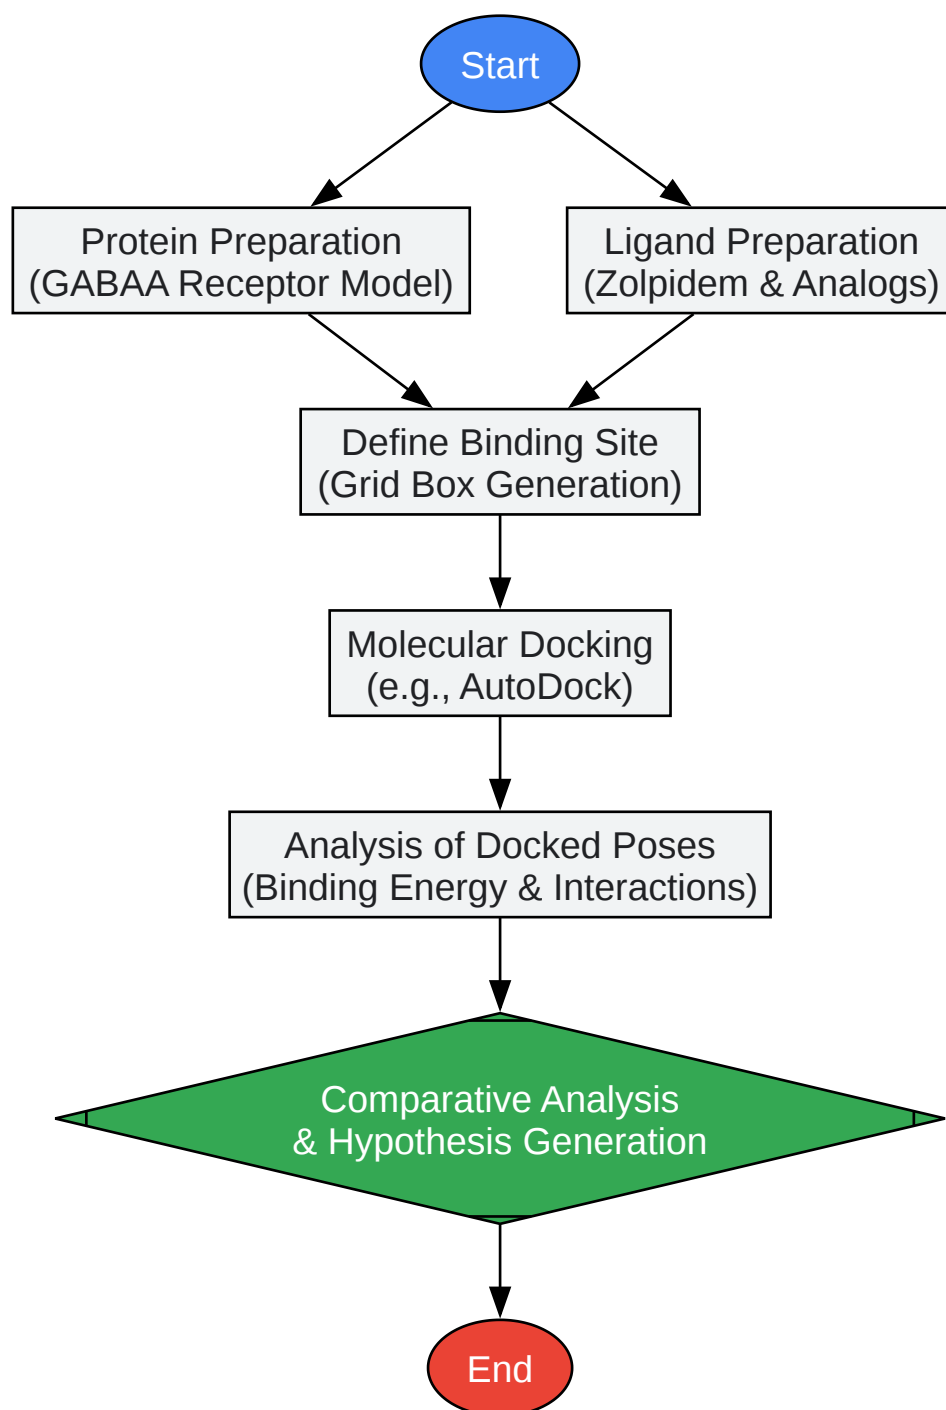 Start
Protein Preparation
(GABAA Receptor Model)
Ligand Preparation
(Zolpidem & Analogs)
Define Binding Site
(Grid Box Generation)
Molecular Docking
(e.g., AutoDock)
Analysis of Docked Poses
(Binding Energy & Interactions)
Comparative Analysis
& Hypothesis Generation
End